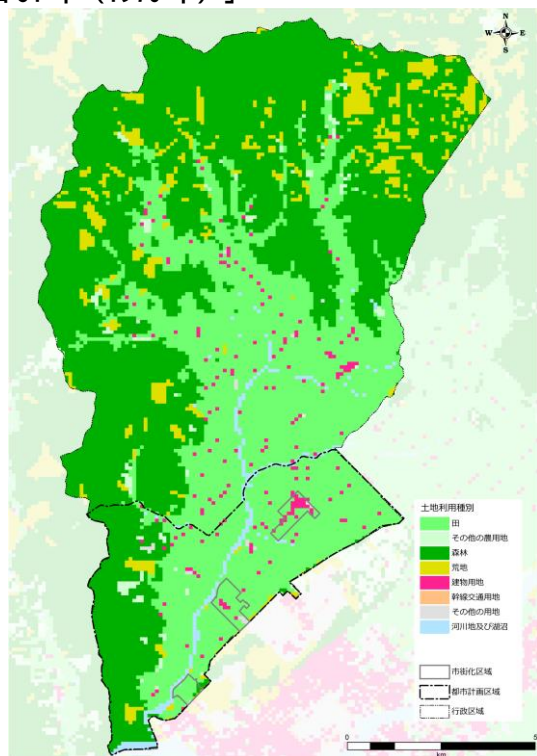 N
W E
S
土地利用種別
田
その他の農用地
森林
荒地
建物用地
幹線交通用地
その他の用地
河川地及び湖沼
市街化区域
都市計画区域
行政区域
0 5
km